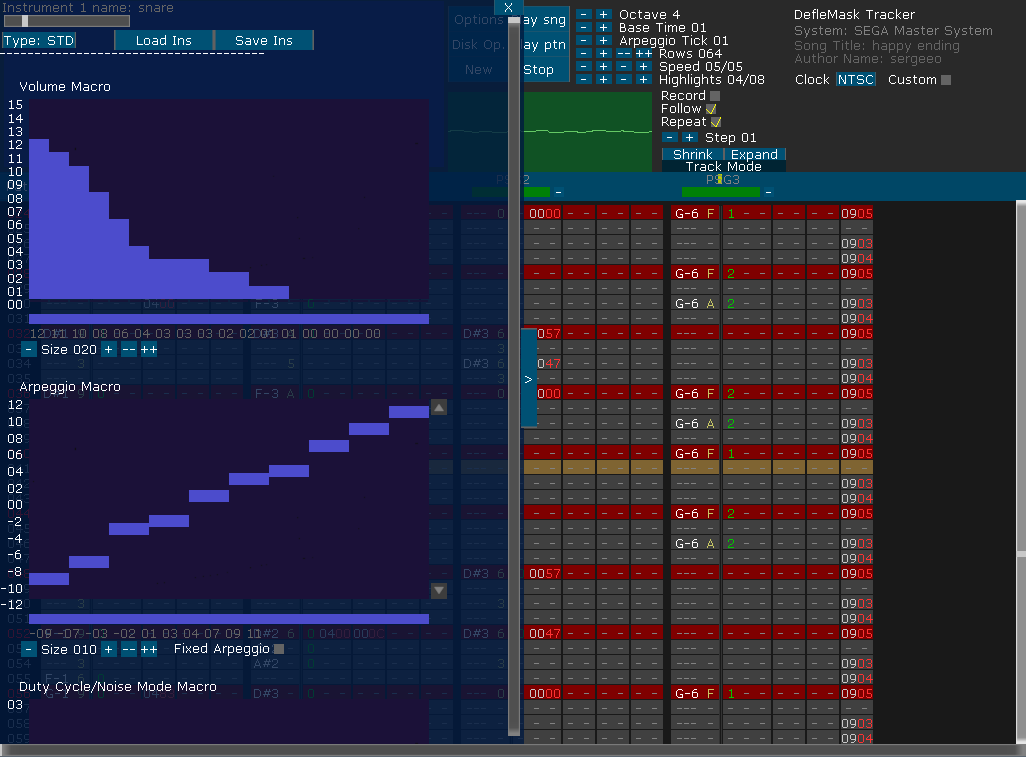 Instrument 1 name: snare
Type: STD Load Ins Save Ins
X
Options
Disk Op.
New
ay sng
ay ptn
Stop
- + Octave 4
- + Base Time 01
- + Arpeggio Tick 01
- + -- ++ Rows 064
- + - + Speed 05/05
- + - + Highlights 04/08
Record
Follow
Repeat
- + Step 01
Shrink Expand
Track Mode
DefleMask Tracker
System: SEGA Master System
Song Title: happy ending
Author Name: sergeeo
Clock NTSC Custom
PSG3
Volume Macro
15
14
13
12
11
10
09
08
07
06
05
04
03
02
01
00
12 11 10 08 06 04 03 03 03 02 02 01 01 00 00 00 00
- Size 020 + -- ++
Arpeggio Macro
12
10
08
06
04
02
00
-2
-4
-6
-8
-10
-12
-09 -07 -03 -02 01 03 04 07 09 11
- Size 010 + -- ++ Fixed Arpeggio
Duty Cycle/Noise Mode Macro
03
>
0000 G-6 F 1 0905
0903
0904
G-6 F 2 0905
G-6 A 2 0903
0904
D#3 6 0057 0905
D#3 6 0047 0903
0904
0000 G-6 F 2 0905
G-6 A 2 0903
0904
G-6 F 1 0905
0903
0904
G-6 F 2 0905
G-6 A 2 0903
0904
D#3 6 0057 0905
0903
0904
D#3 6 0047 0905
0903
0904
0000 G-6 F 1 0905
0903
0904